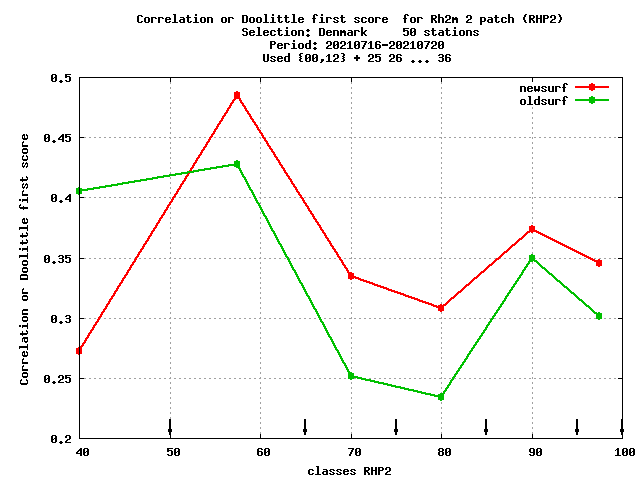 Correlation or Doolittle first score  for Rh2m 2 patch (RHP2)
Selection: Denmark     50 stations
Period: 20210716-20210720
Used {00,12} + 25 26 ... 36
newsurf
oldsurf
0.5
0.45
0.4
0.35
0.3
0.25
0.2
Correlation or Doolittle first score
40 50 60 70 80 90 100
classes RHP2